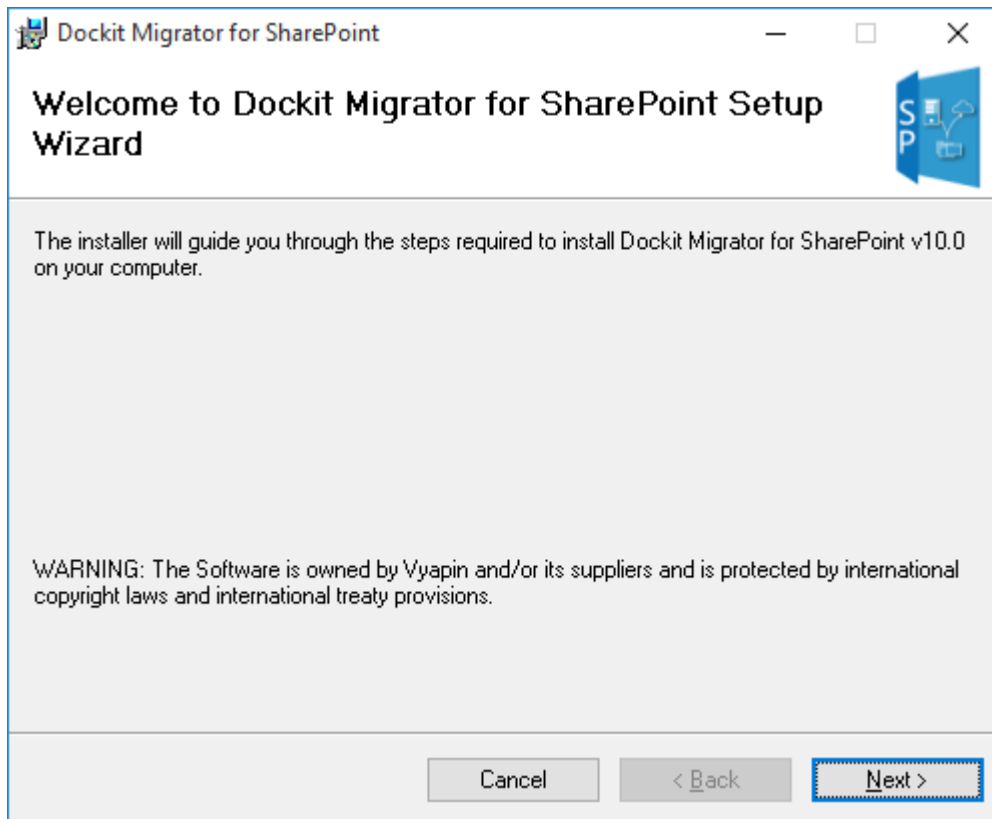 Dockit Migrator for SharePoint
Welcome to Dockit Migrator for SharePoint Setup
Wizard
S
P
The installer will guide you through the steps required to install Dockit Migrator for SharePoint v10.0
on your computer.
WARNING: The Software is owned by Vyapin and/or its suppliers and is protected by international
copyright laws and international treaty provisions.
Cancel
< Back
Next >